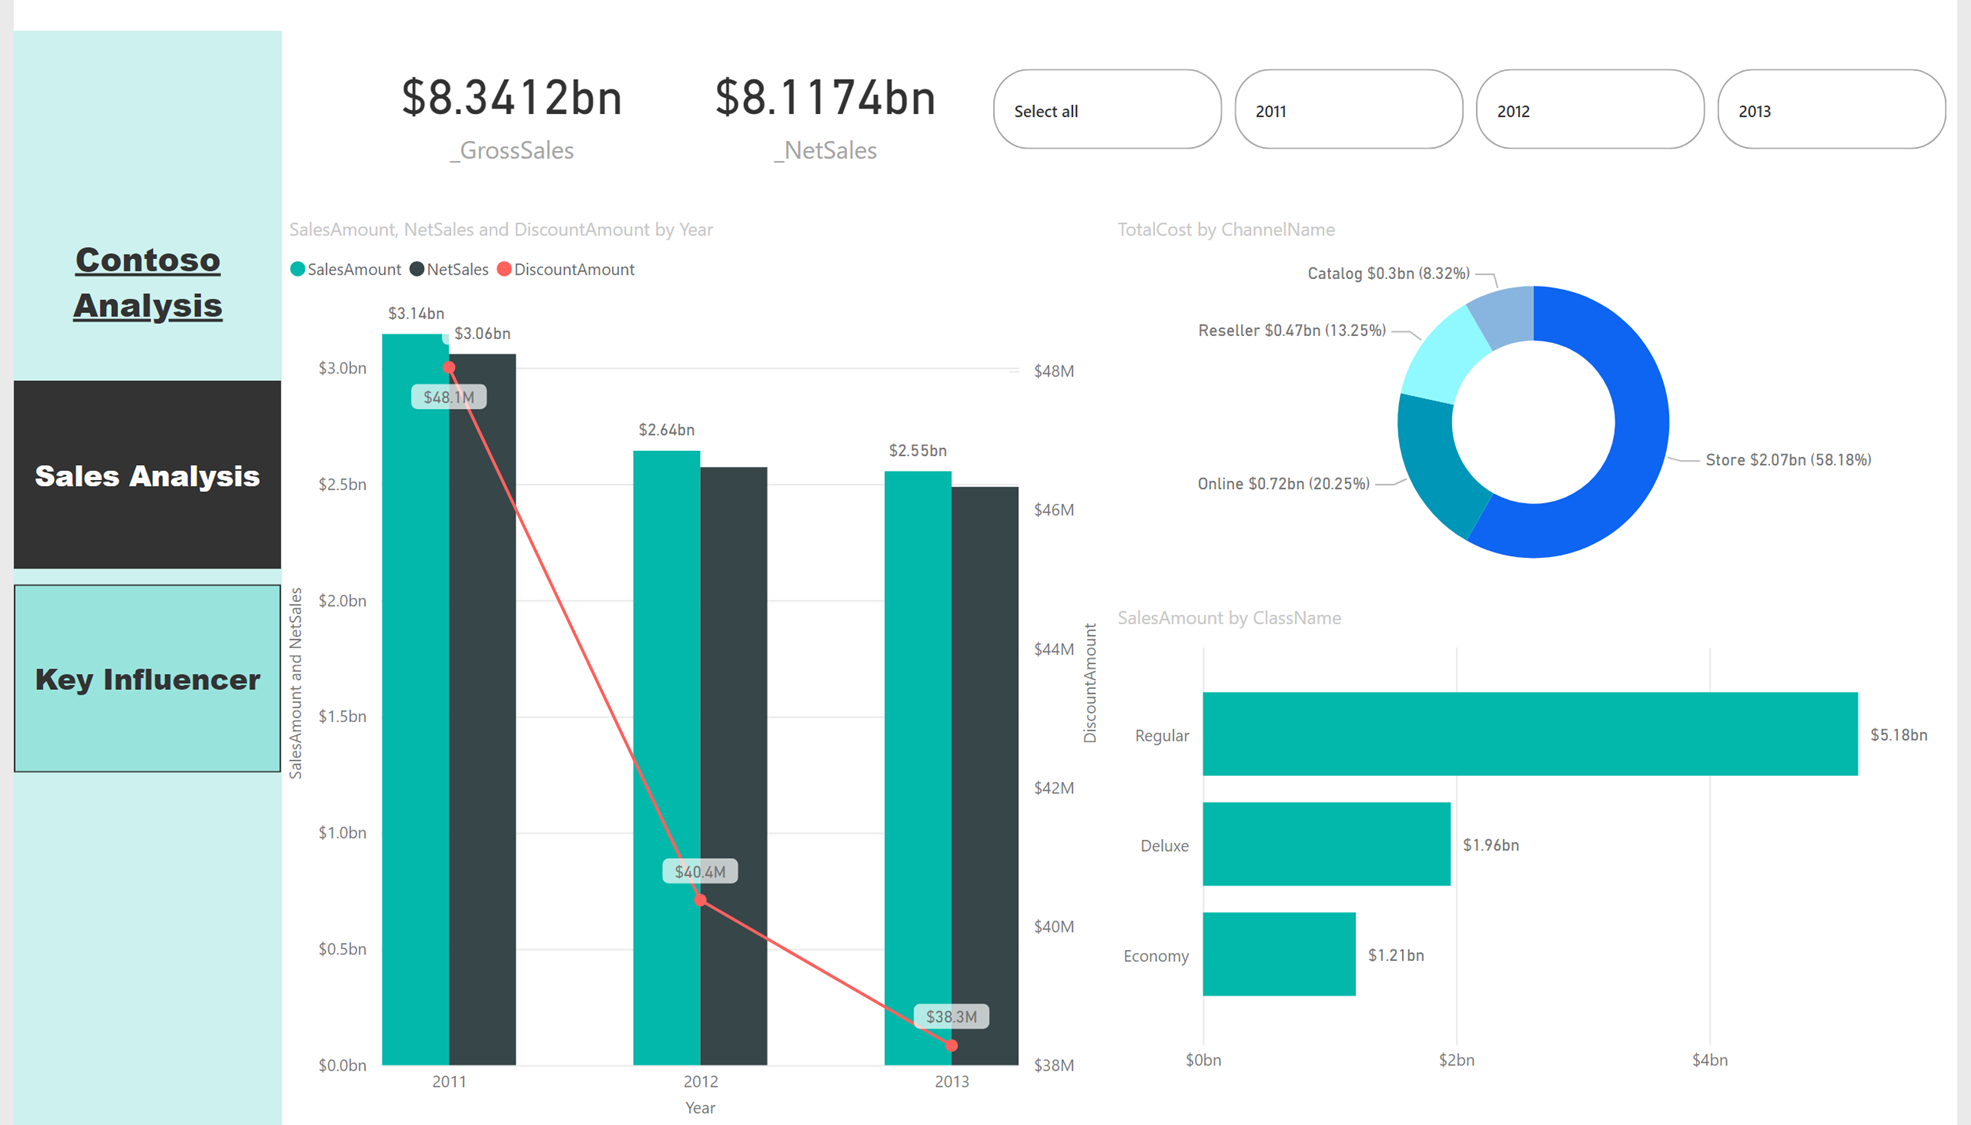 Contoso
Analysis
Sales Analysis
Key Influencer
$8.3412bn
_GrossSales
$8.1174bn
_NetSales
Select all
2011
2012
2013
SalesAmount, NetSales and DiscountAmount by Year
SalesAmount NetSales DiscountAmount
SalesAmount and NetSales
$3.0bn
$2.5bn
$2.0bn
$1.5bn
$1.0bn
$0.5bn
$0.0bn
$3.14bn
$3.06bn
$48.1M
$2.64bn
$40.4M
$2.55bn
$38.3M
2011
2012
2013
Year
$48M
$46M
$44M
$42M
$40M
$38M
DiscountAmount
TotalCost by ChannelName
Catalog $0.3bn (8.32%)
Reseller $0.47bn (13.25%)
Online $0.72bn (20.25%)
Store $2.07bn (58.18%)
SalesAmount by ClassName
Regular
$5.18bn
Deluxe
$1.96bn
Economy
$1.21bn
$0bn
$2bn
$4bn